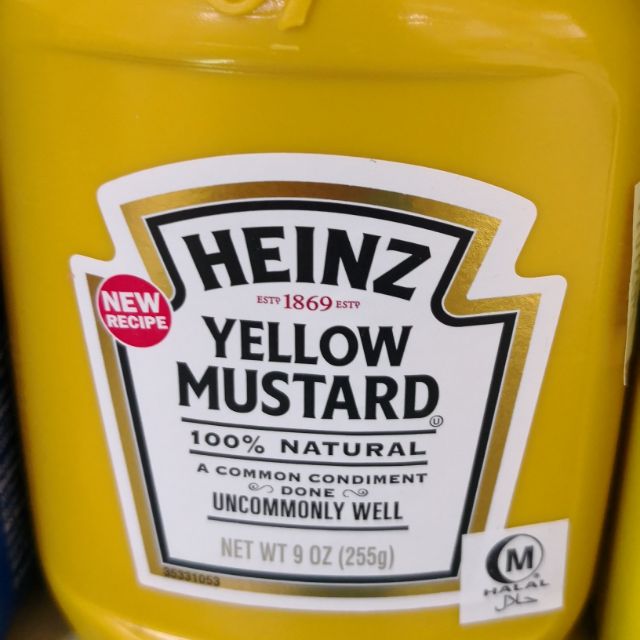 HEINZ
ESTD 1869 ESTD
NEW
RECIPE
YELLOW
MUSTARD
U
100% NATURAL
A COMMON CONDIMENT
DONE
UNCOMMONLY WELL
NET WT 9 OZ (255g)
35331053
M
HALAL
حلال